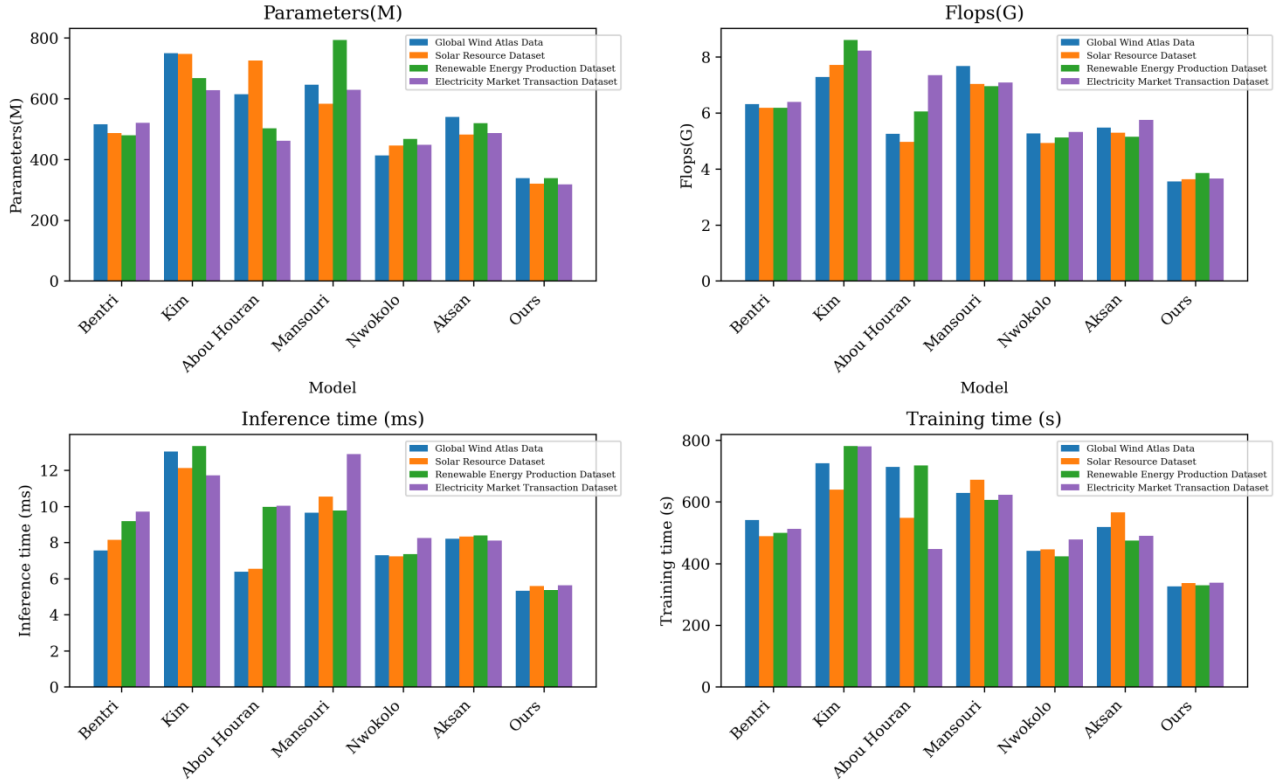 Parameters(M)
Parameters(M)
800
600
400
200
0
Global Wind Atlas Data
Solar Resource Dataset
Renewable Energy Production Dataset
Electricity Market Transaction Dataset
Bentri
Kim
Abou Houran
Mansouri
Nwokolo
Aksan
Ours
Model
Flops(G)
Flops(G)
8
6
4
2
0
Global Wind Atlas Data
Solar Resource Dataset
Renewable Energy Production Dataset
Electricity Market Transaction Dataset
Bentri
Kim
Abou Houran
Mansouri
Nwokolo
Aksan
Ours
Model
Inference time (ms)
Inference time (ms)
12
10
8
6
4
2
0
Global Wind Atlas Data
Solar Resource Dataset
Renewable Energy Production Dataset
Electricity Market Transaction Dataset
Bentri
Kim
Abou Houran
Mansouri
Nwokolo
Aksan
Ours
Training time (s)
Training time (s)
800
600
400
200
0
Global Wind Atlas Data
Solar Resource Dataset
Renewable Energy Production Dataset
Electricity Market Transaction Dataset
Bentri
Kim
Abou Houran
Mansouri
Nwokolo
Aksan
Ours